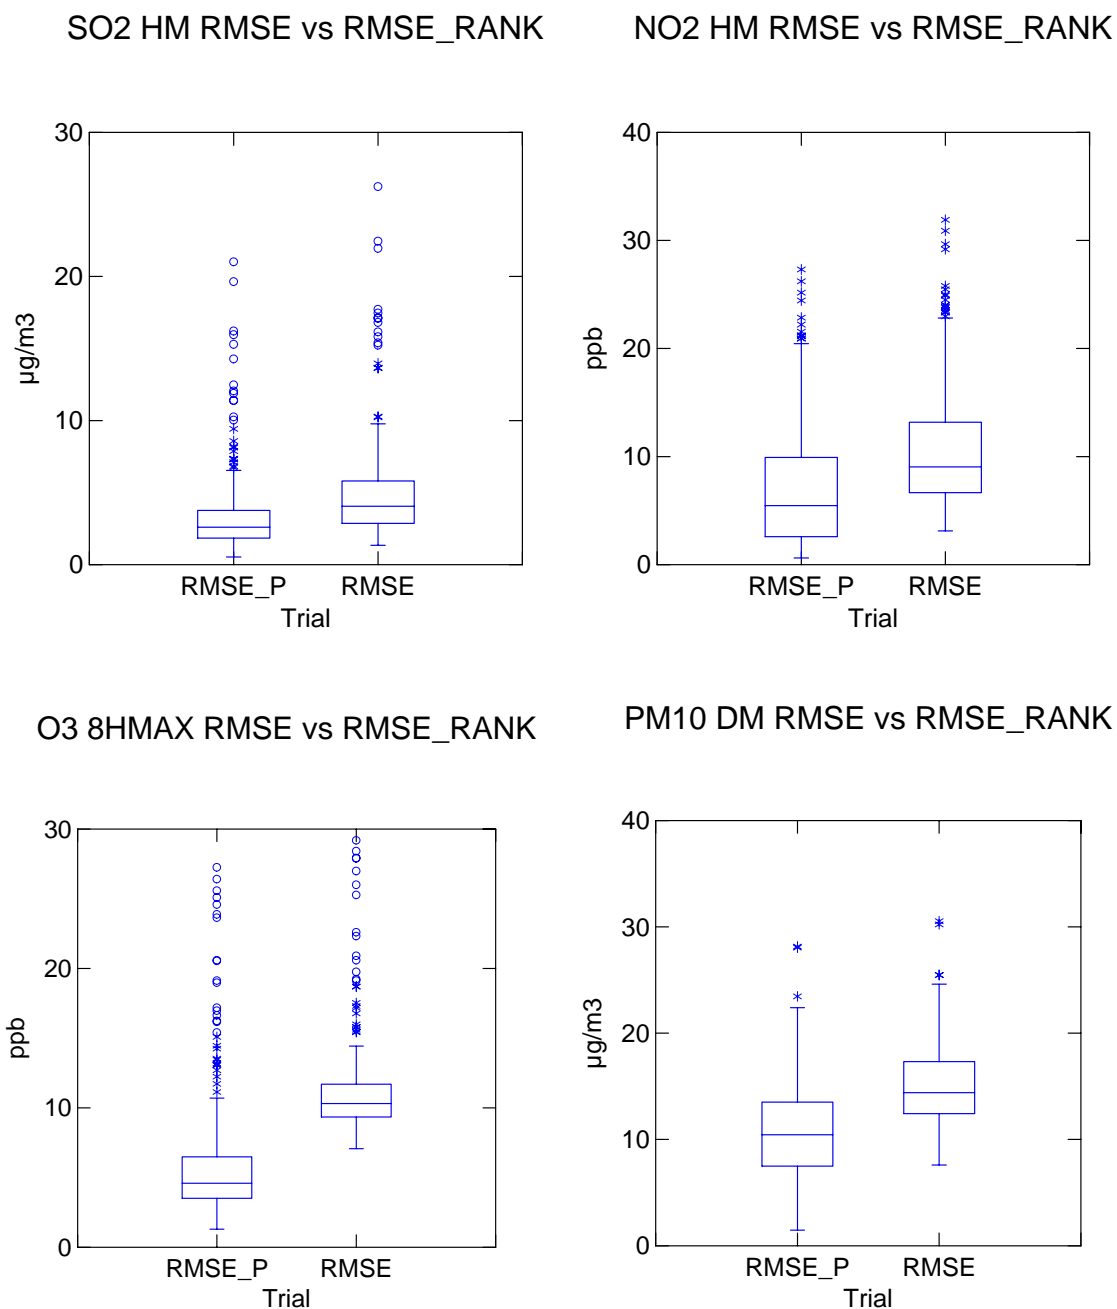 SO2 HM RMSE vs RMSE_RANK
30
20
10
0
µg/m3
RMSE_P RMSE
Trial
NO2 HM RMSE vs RMSE_RANK
40
30
20
10
0
ppb
RMSE_P RMSE
Trial
O3 8HMAX RMSE vs RMSE_RANK
30
20
10
0
ppb
RMSE_P RMSE
Trial
PM10 DM RMSE vs RMSE_RANK
40
30
20
10
0
µg/m3
RMSE_P RMSE
Trial